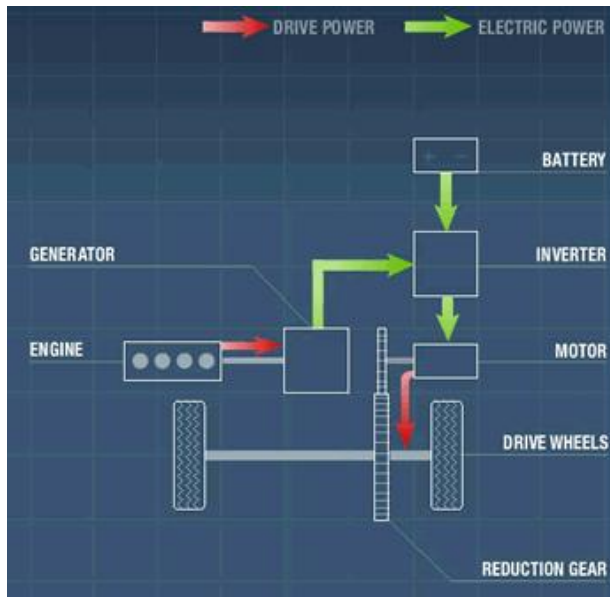 DRIVE POWER
ELECTRIC POWER
BATTERY
GENERATOR
INVERTER
ENGINE
MOTOR
DRIVE WHEELS
REDUCTION GEAR